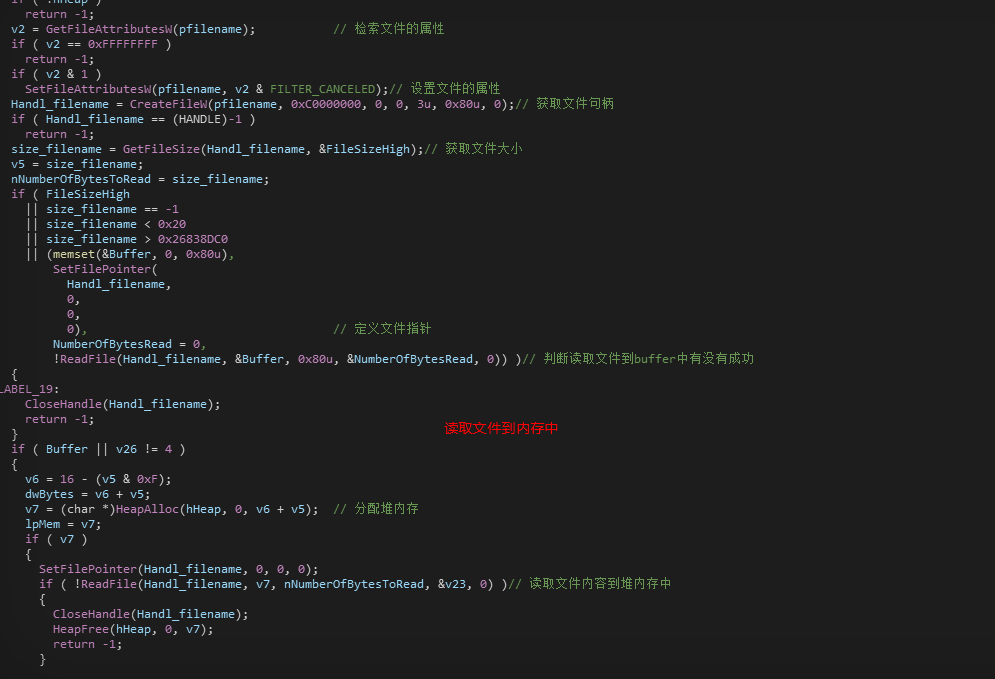 if ( !hHeap )
return -1;
v2 = GetFileAttributesW(pfilename); // 检索文件的属性
if ( v2 == 0xFFFFFFFF )
return -1;
if ( v2 & 1 )
SetFileAttributesW(pfilename, v2 & FILTER_CANCELED);// 设置文件的属性
Handl_filename = CreateFileW(pfilename, 0xC0000000, 0, 0, 3u, 0x80u, 0);// 获取文件句柄
if ( Handl_filename == (HANDLE)-1 )
return -1;
size_filename = GetFileSize(Handl_filename, &FileSizeHigh);// 获取文件大小
v5 = size_filename;
nNumberOfBytesToRead = size_filename;
if ( FileSizeHigh
|| size_filename == -1
|| size_filename < 0x20
|| size_filename > 0x26838DC0
|| (memset(&Buffer, 0, 0x80u),
SetFilePointer(
Handl_filename,
0,
0,
0), // 定义文件指针
NumberOfBytesRead = 0,
!ReadFile(Handl_filename, &Buffer, 0x80u, &NumberOfBytesRead, 0)) )// 判断读取文件到buffer中有没有成功
{
LABEL_19:
CloseHandle(Handl_filename);
return -1;
}
读取文件到内存中
if ( Buffer || v26 != 4 )
{
v6 = 16 - (v5 & 0xF);
dwBytes = v6 + v5;
v7 = (char *)HeapAlloc(hHeap, 0, v6 + v5); // 分配堆内存
lpMem = v7;
if ( v7 )
{
SetFilePointer(Handl_filename, 0, 0, 0);
if ( !ReadFile(Handl_filename, v7, nNumberOfBytesToRead, &v23, 0) )// 读取文件内容到堆内存中
{
CloseHandle(Handl_filename);
HeapFree(hHeap, 0, v7);
return -1;
}